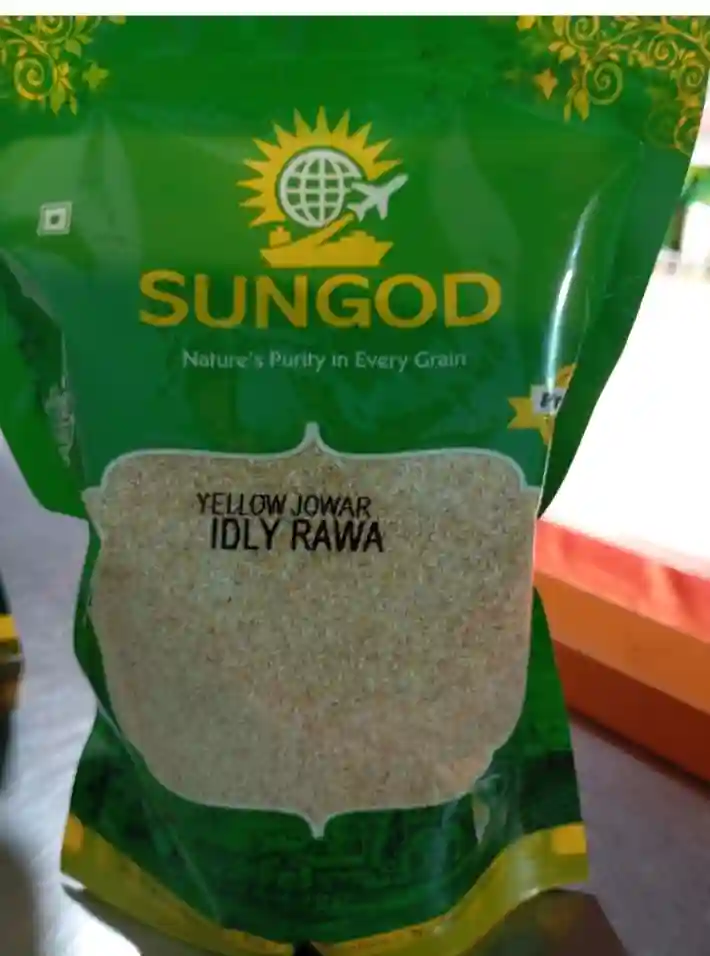 SUNGOD
Nature's Purity in Every Grain
YELLOW JOWAR
IDLY RAWA